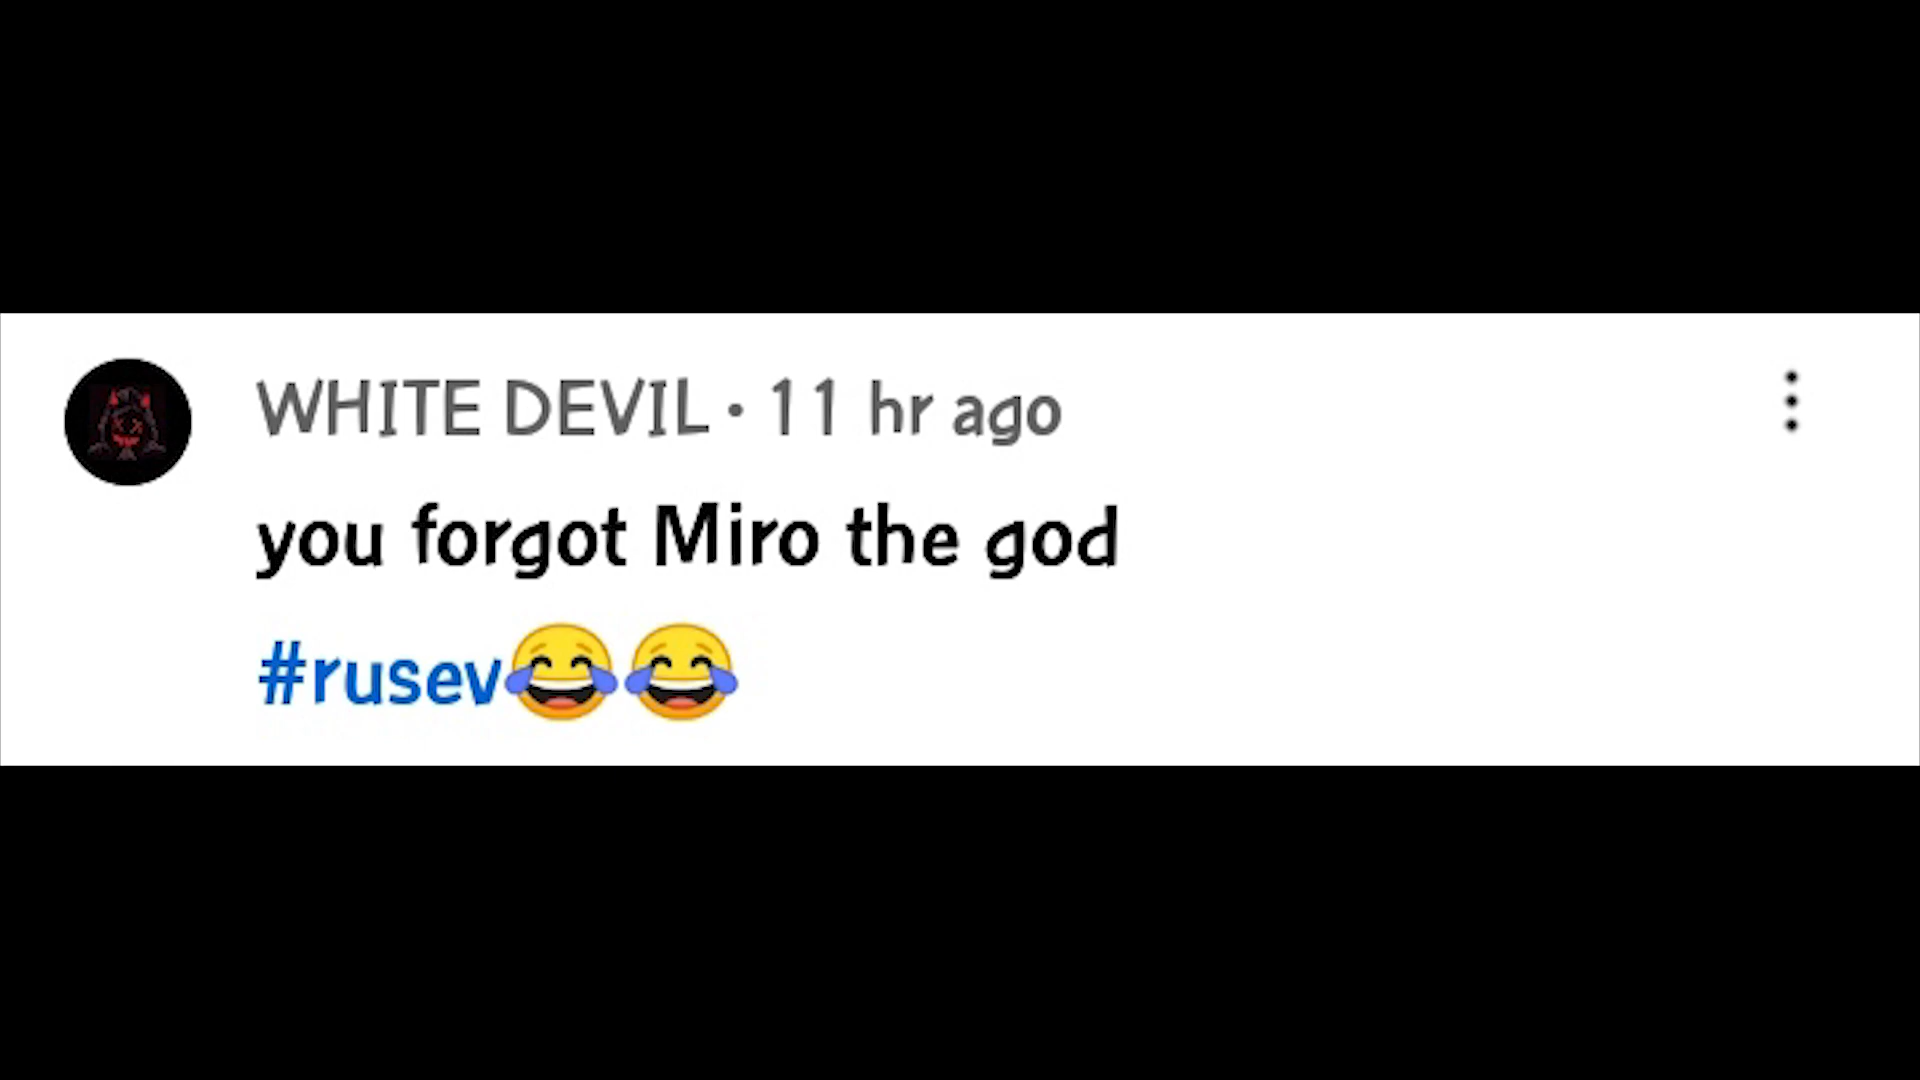 WHITE DEVIL • 11 hr ago
you forgot Miro the god
#rusev😂😂